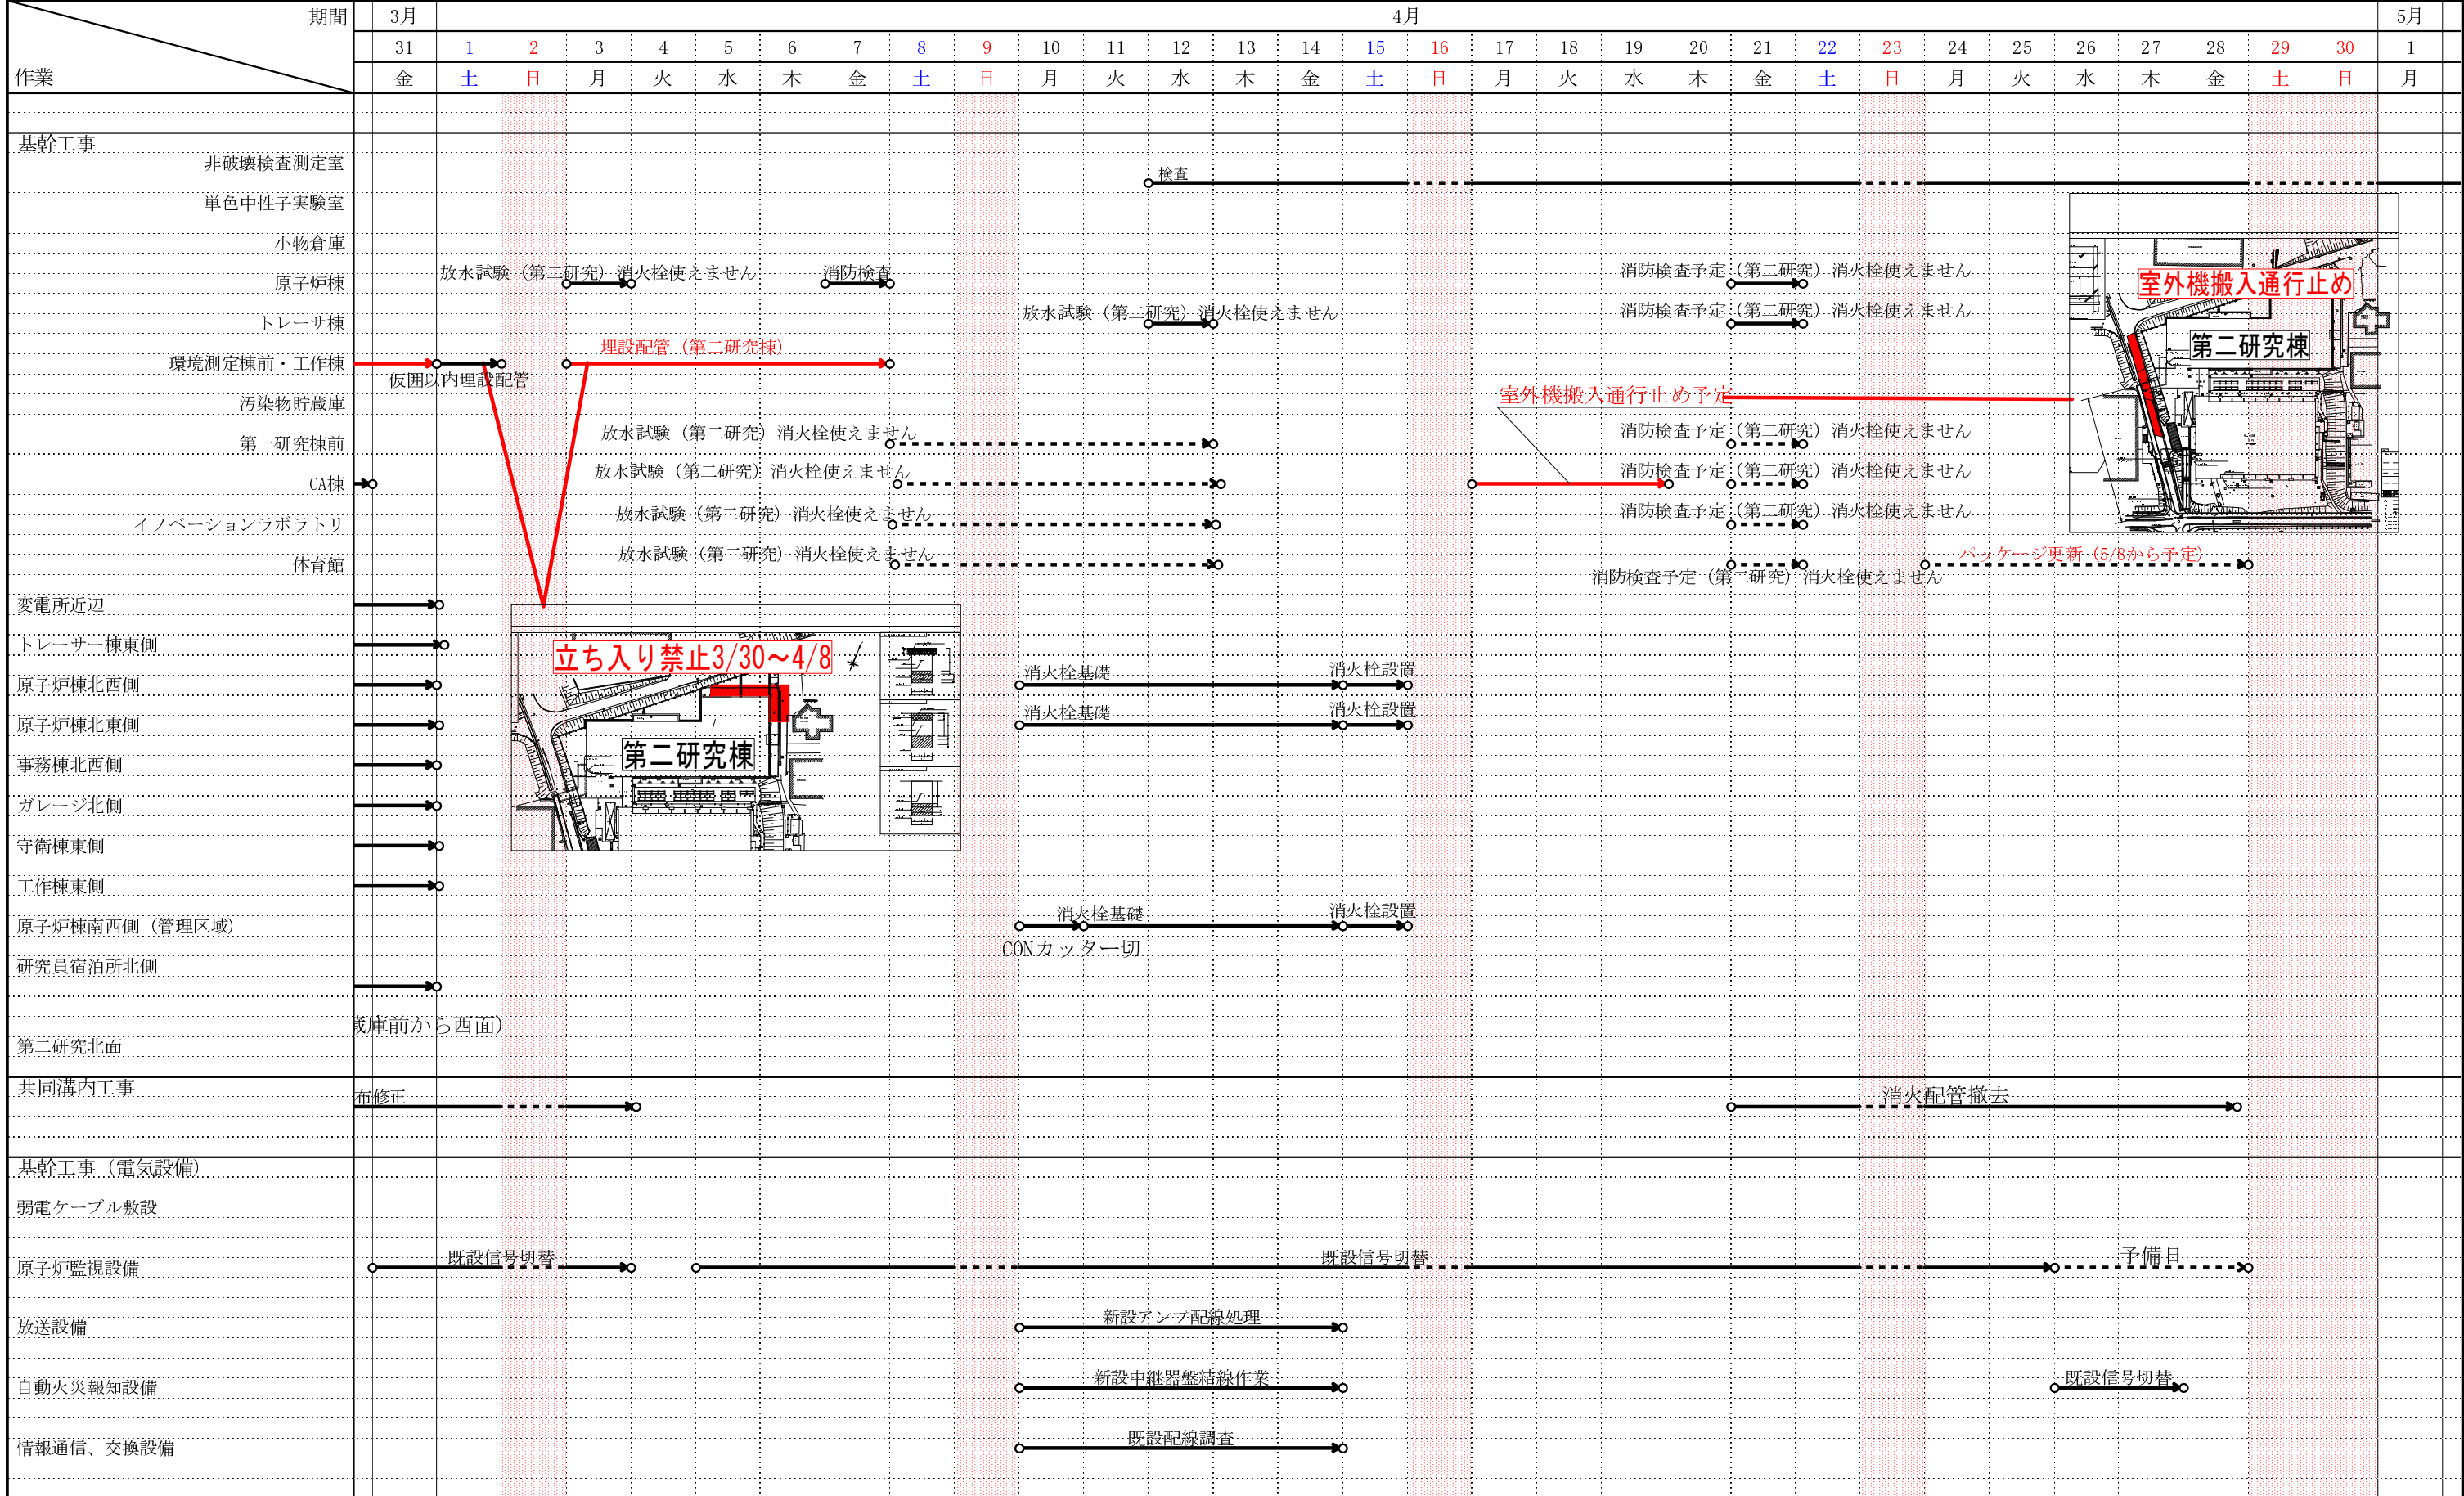 期間
3月
4月
5月
31 1 2 3 4 5 6 7 8 9 10 11 12 13 14 15 16 17 18 19 20 21 22 23 24 25 26 27 28 29 30 1
作業
金 土 日 月 火 水 木 金 土 日 月 火 水 木 金 土 日 月 火 水 木 金 土 日 月 火 水 木 金 土 日 月
基幹工事
非破壊検査測定室
検査
単色中性子実験室
小物倉庫
原子炉棟
放水試験（第二研究）消火栓使えません
消防検査
消防検査予定（第二研究）消火栓使えません
室外機搬入通行止め
トレーサ棟
放水試験（第二研究）消火栓使えません
消防検査予定（第二研究）消火栓使えません
第二研究棟
環境測定棟前・工作棟
仮囲以内埋設配管
埋設配管（第二研究棟）
汚染物貯蔵庫
室外機搬入通行止め予定
第一研究棟前
放水試験（第二研究）消火栓使えません
消防検査予定（第二研究）消火栓使えません
CA棟
放水試験（第二研究）消火栓使えません
消防検査予定（第二研究）消火栓使えません
イノベーションラボラトリ
放水試験（第二研究）消火栓使えません
消防検査予定（第二研究）消火栓使えません
体育館
放水試験（第二研究）消火栓使えません
消防検査予定（第二研究）消火栓使えません
パッケージ更新（5/8から予定）
変電所近辺
トレーサー棟東側
立ち入り禁止3/30～4/8
原子炉棟北西側
消火栓基礎
消火栓設置
原子炉棟北東側
消火栓基礎
消火栓設置
第二研究棟
事務棟北西側
ガレージ北側
守衛棟東側
工作棟東側
原子炉棟南西側（管理区域）
消火栓基礎
消火栓設置
CONカッター切
研究員宿泊所北側
蔵庫前から西面）
第二研究北面
共同溝内工事
布修正
消火配管撤去
基幹工事（電気設備）
弱電ケーブル敷設
原子炉監視設備
既設信号切替
既設信号切替
予備日
放送設備
新設アンプ配線処理
自動火災報知設備
新設中継器盤結線作業
既設信号切替
情報通信、交換設備
既設配線調査